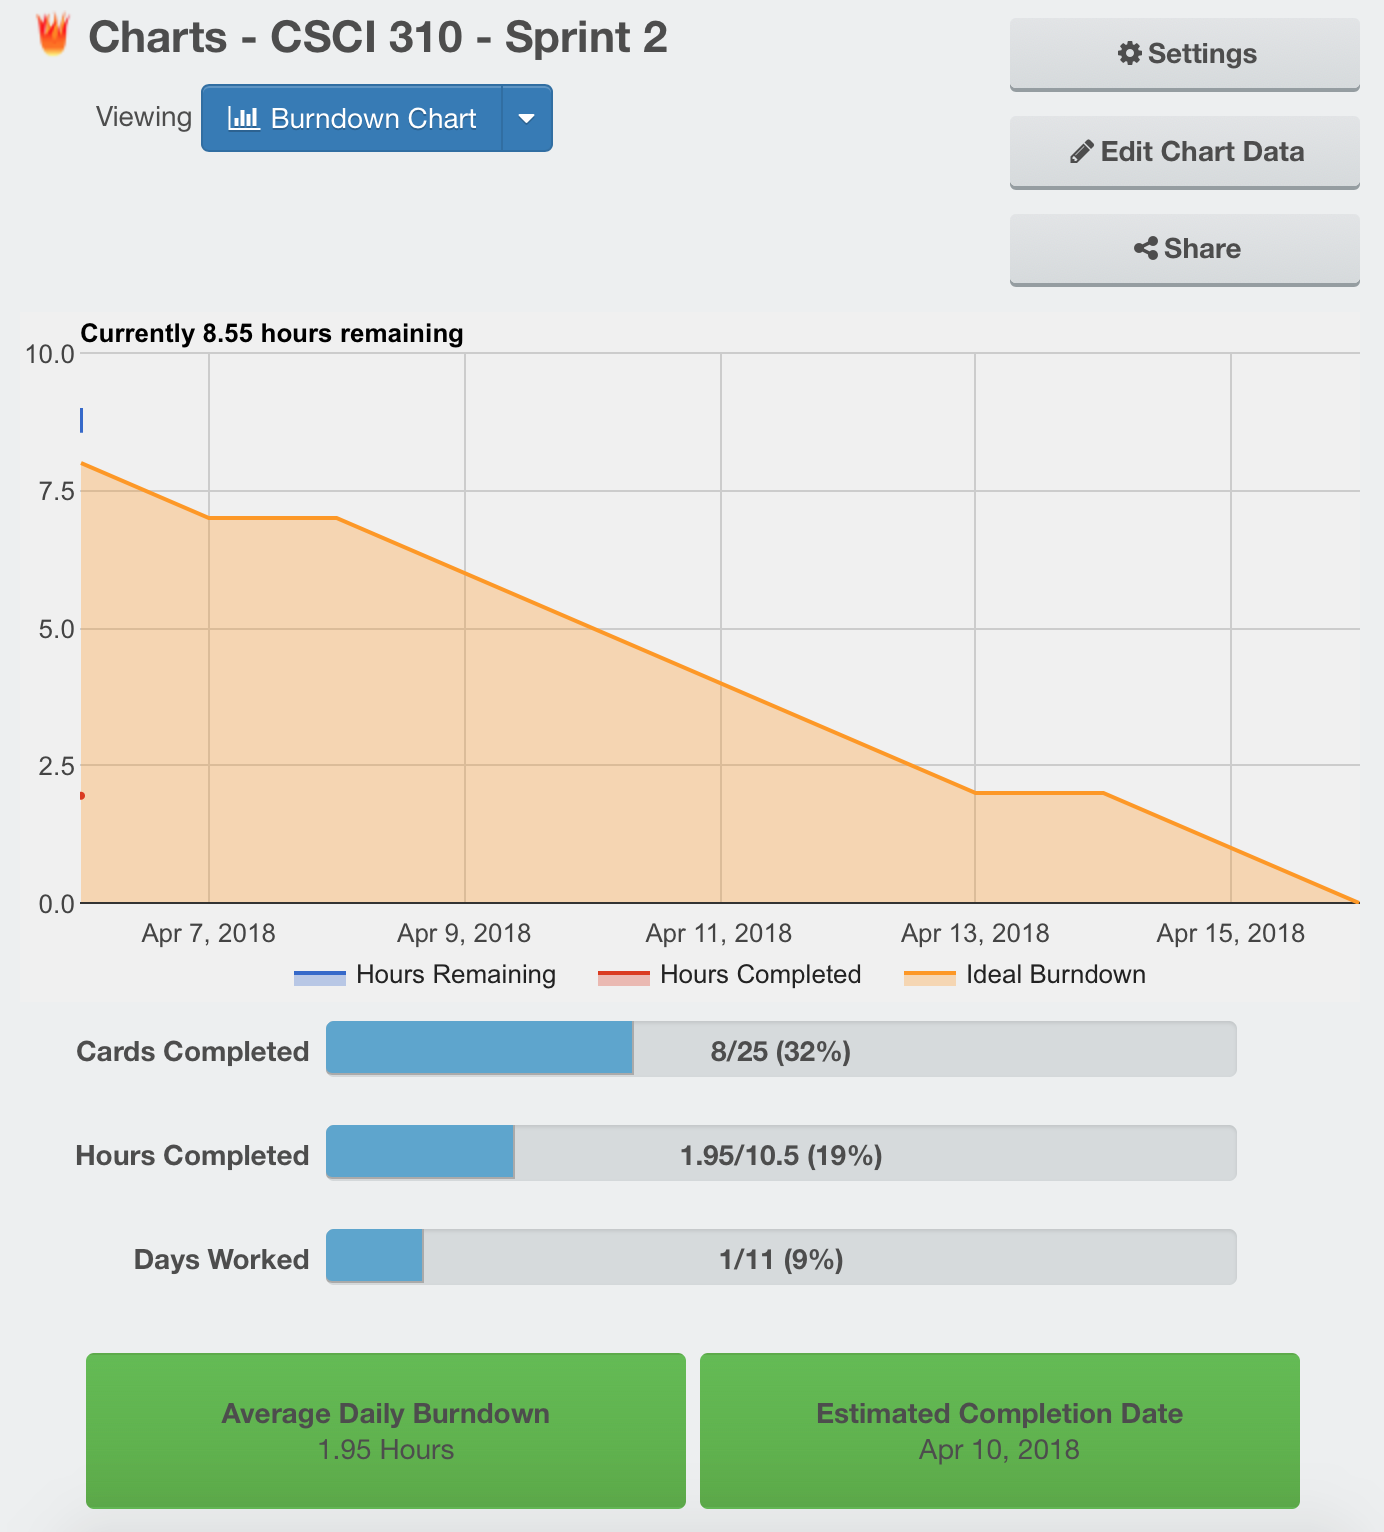 Charts - CSCI 310 - Sprint 2
Viewing
Burndown Chart
Settings
Edit Chart Data
Share
Currently 8.55 hours remaining
10.0
7.5
5.0
2.5
0.0
Apr 7, 2018
Apr 9, 2018
Apr 11, 2018
Apr 13, 2018
Apr 15, 2018
Hours Remaining
Hours Completed
Ideal Burndown
Cards Completed
8/25 (32%)
Hours Completed
1.95/10.5 (19%)
Days Worked
1/11 (9%)
Average Daily Burndown
1.95 Hours
Estimated Completion Date
Apr 10, 2018